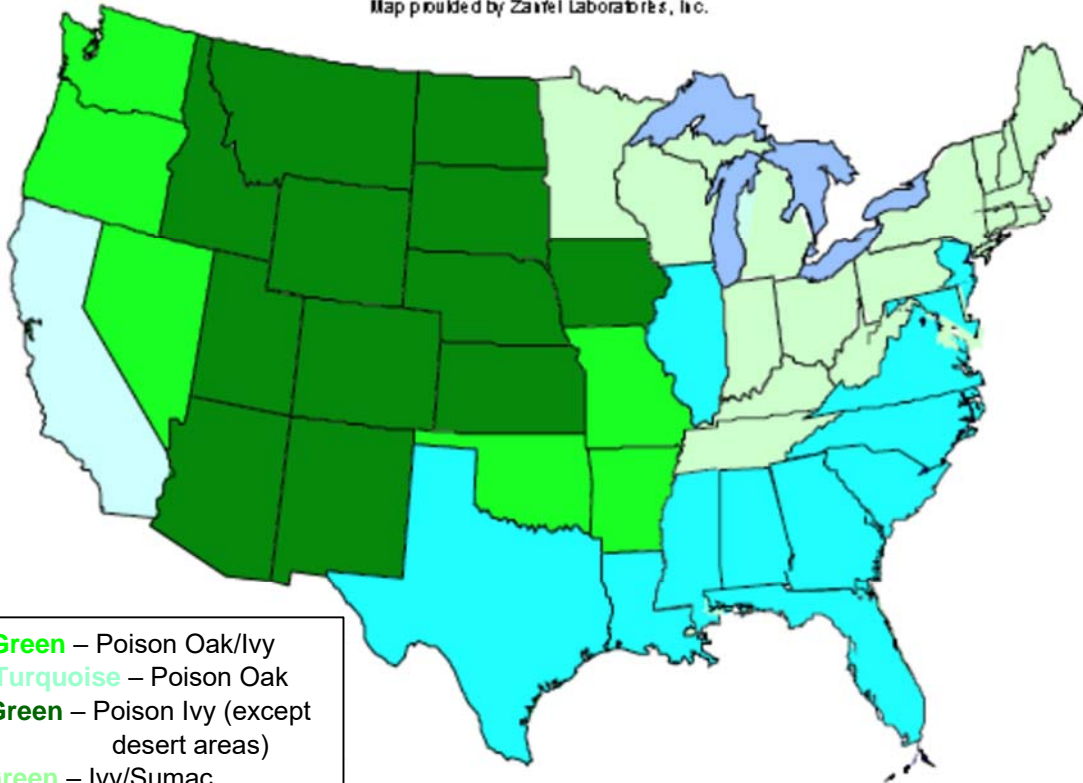 Map provided by Zanfel Laboratories, Inc.
Green – Poison Oak/Ivy
Turquoise – Poison Oak
Green – Poison Ivy (except
desert areas)
Green – Ivy/Sumac